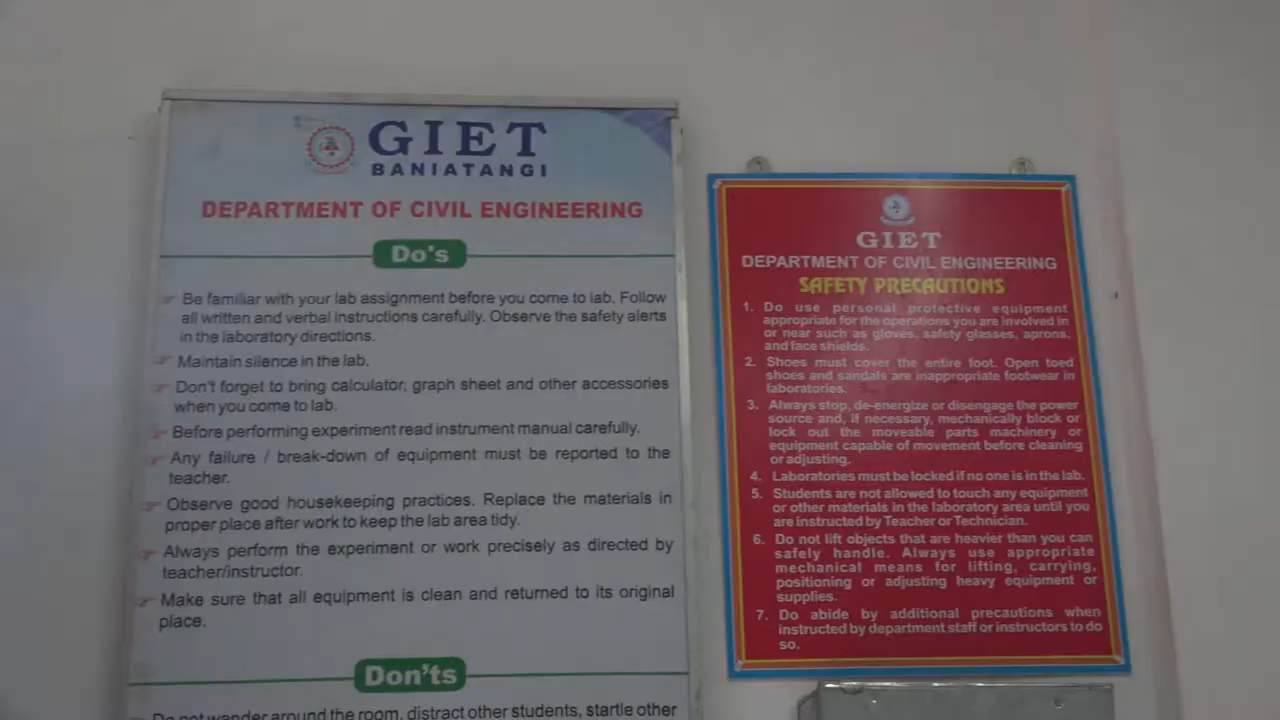 GIET
BANIATANGI
DEPARTMENT OF CIVIL ENGINEERING
Do's
Be familiar with your lab assignment before you come to lab. Follow
all written and verbal instructions carefully. Observe the safety alerts
in the laboratory directions.
Maintain silence in the lab.
Don't forget to bring calculator, graph sheet and other accessories
when you come to lab.
Before performing experiment read instrument manual carefully.
Any failure / break-down of equipment must be reported to the
teacher.
Observe good housekeeping practices. Replace the materials in
proper place after work to keep the lab area tidy.
Always perform the experiment or work precisely as directed by
teacher/instructor.
Make sure that all equipment is clean and returned to its original
place.
Don'ts
Do not wander around the room, distract other students, startle other
GIET
DEPARTMENT OF CIVIL ENGINEERING
SAFETY PRECAUTIONS
1. Do use personal protective equipment
appropriate for the operations you are involved in
or near such as gloves, safety glasses, aprons,
and face shields.
2. Shoes must cover the entire foot. Open toed
shoes and sandals are inappropriate footwear in
laboratories.
3. Always stop, de-energize or disengage the power
source and, if necessary, mechanically block or
lock out the moveable parts machinery or
equipment capable of movement before cleaning
or adjusting.
4. Laboratories must be locked if no one is in the lab.
5. Students are not allowed to touch any equipment
or other materials in the laboratory area until you
are instructed by Teacher or Technician.
6. Do not lift objects that are heavier than you can
safely handle. Always use appropriate
mechanical means for lifting, carrying,
positioning or adjusting heavy equipment or
supplies.
7. Do abide by additional precautions when
instructed by department staff or instructors to do
so.